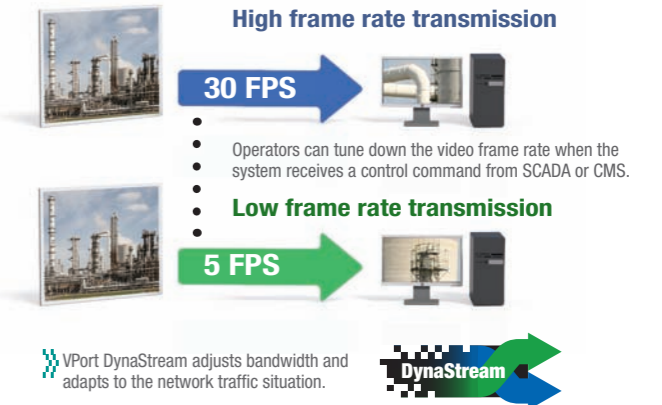 High frame rate transmission
30 FPS
Operators can tune down the video frame rate when the
system receives a control command from SCADA or CMS.
Low frame rate transmission
5 FPS
VPort DynaStream adjusts bandwidth and
adapts to the network traffic situation.
DynaStream